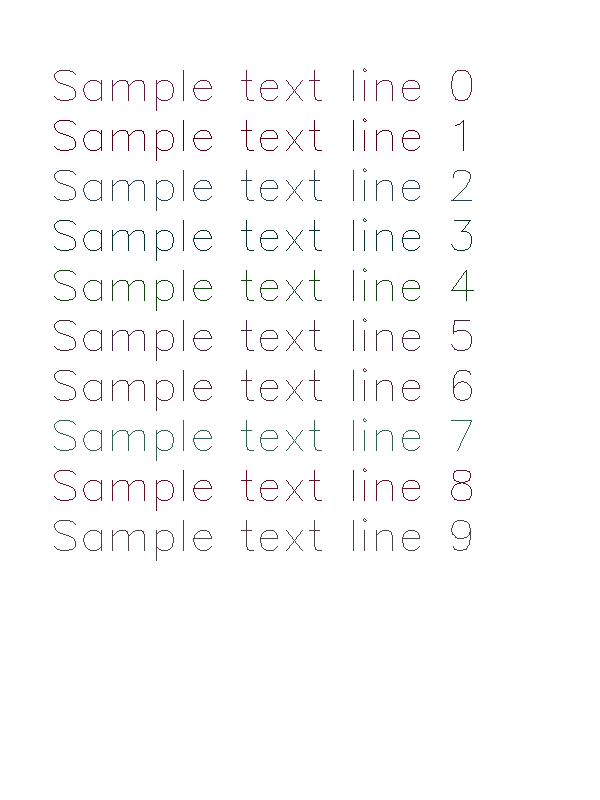 Sample text line 0
Sample text line 1
Sample text line 2
Sample text line 3
Sample text line 4
Sample text line 5
Sample text line 6
Sample text line 7
Sample text line 8
Sample text line 9